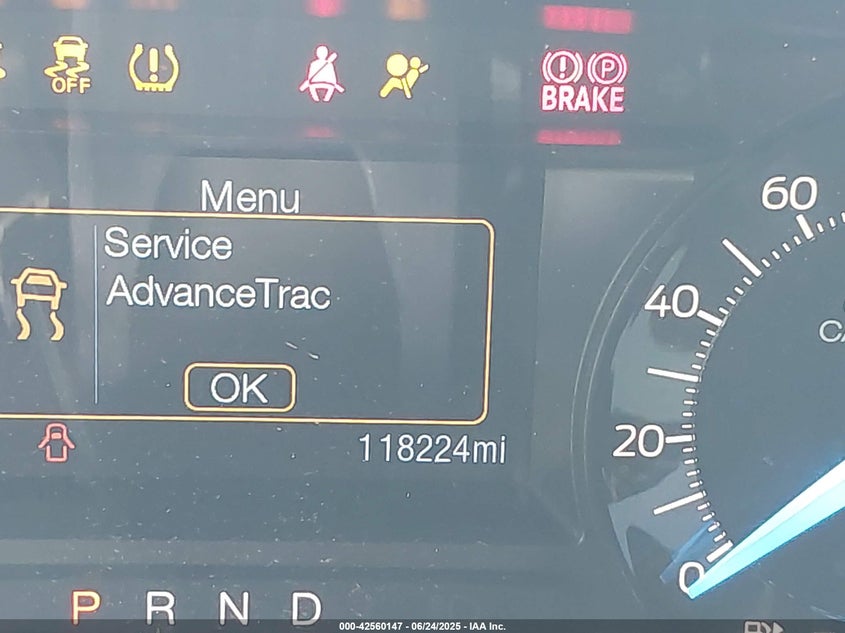 OFF
BRAKE
Menu
Service
AdvanceTrac
OK
118224mi
60
40
20
0
P R N D
000-42560147 - 06/24/2025 - IAA Inc.